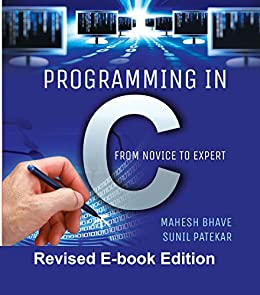 PROGRAMMING IN
C
FROM NOVICE TO EXPERT
MAHESH BHAVE
SUNIL PATEKAR
Revised E-book Edition